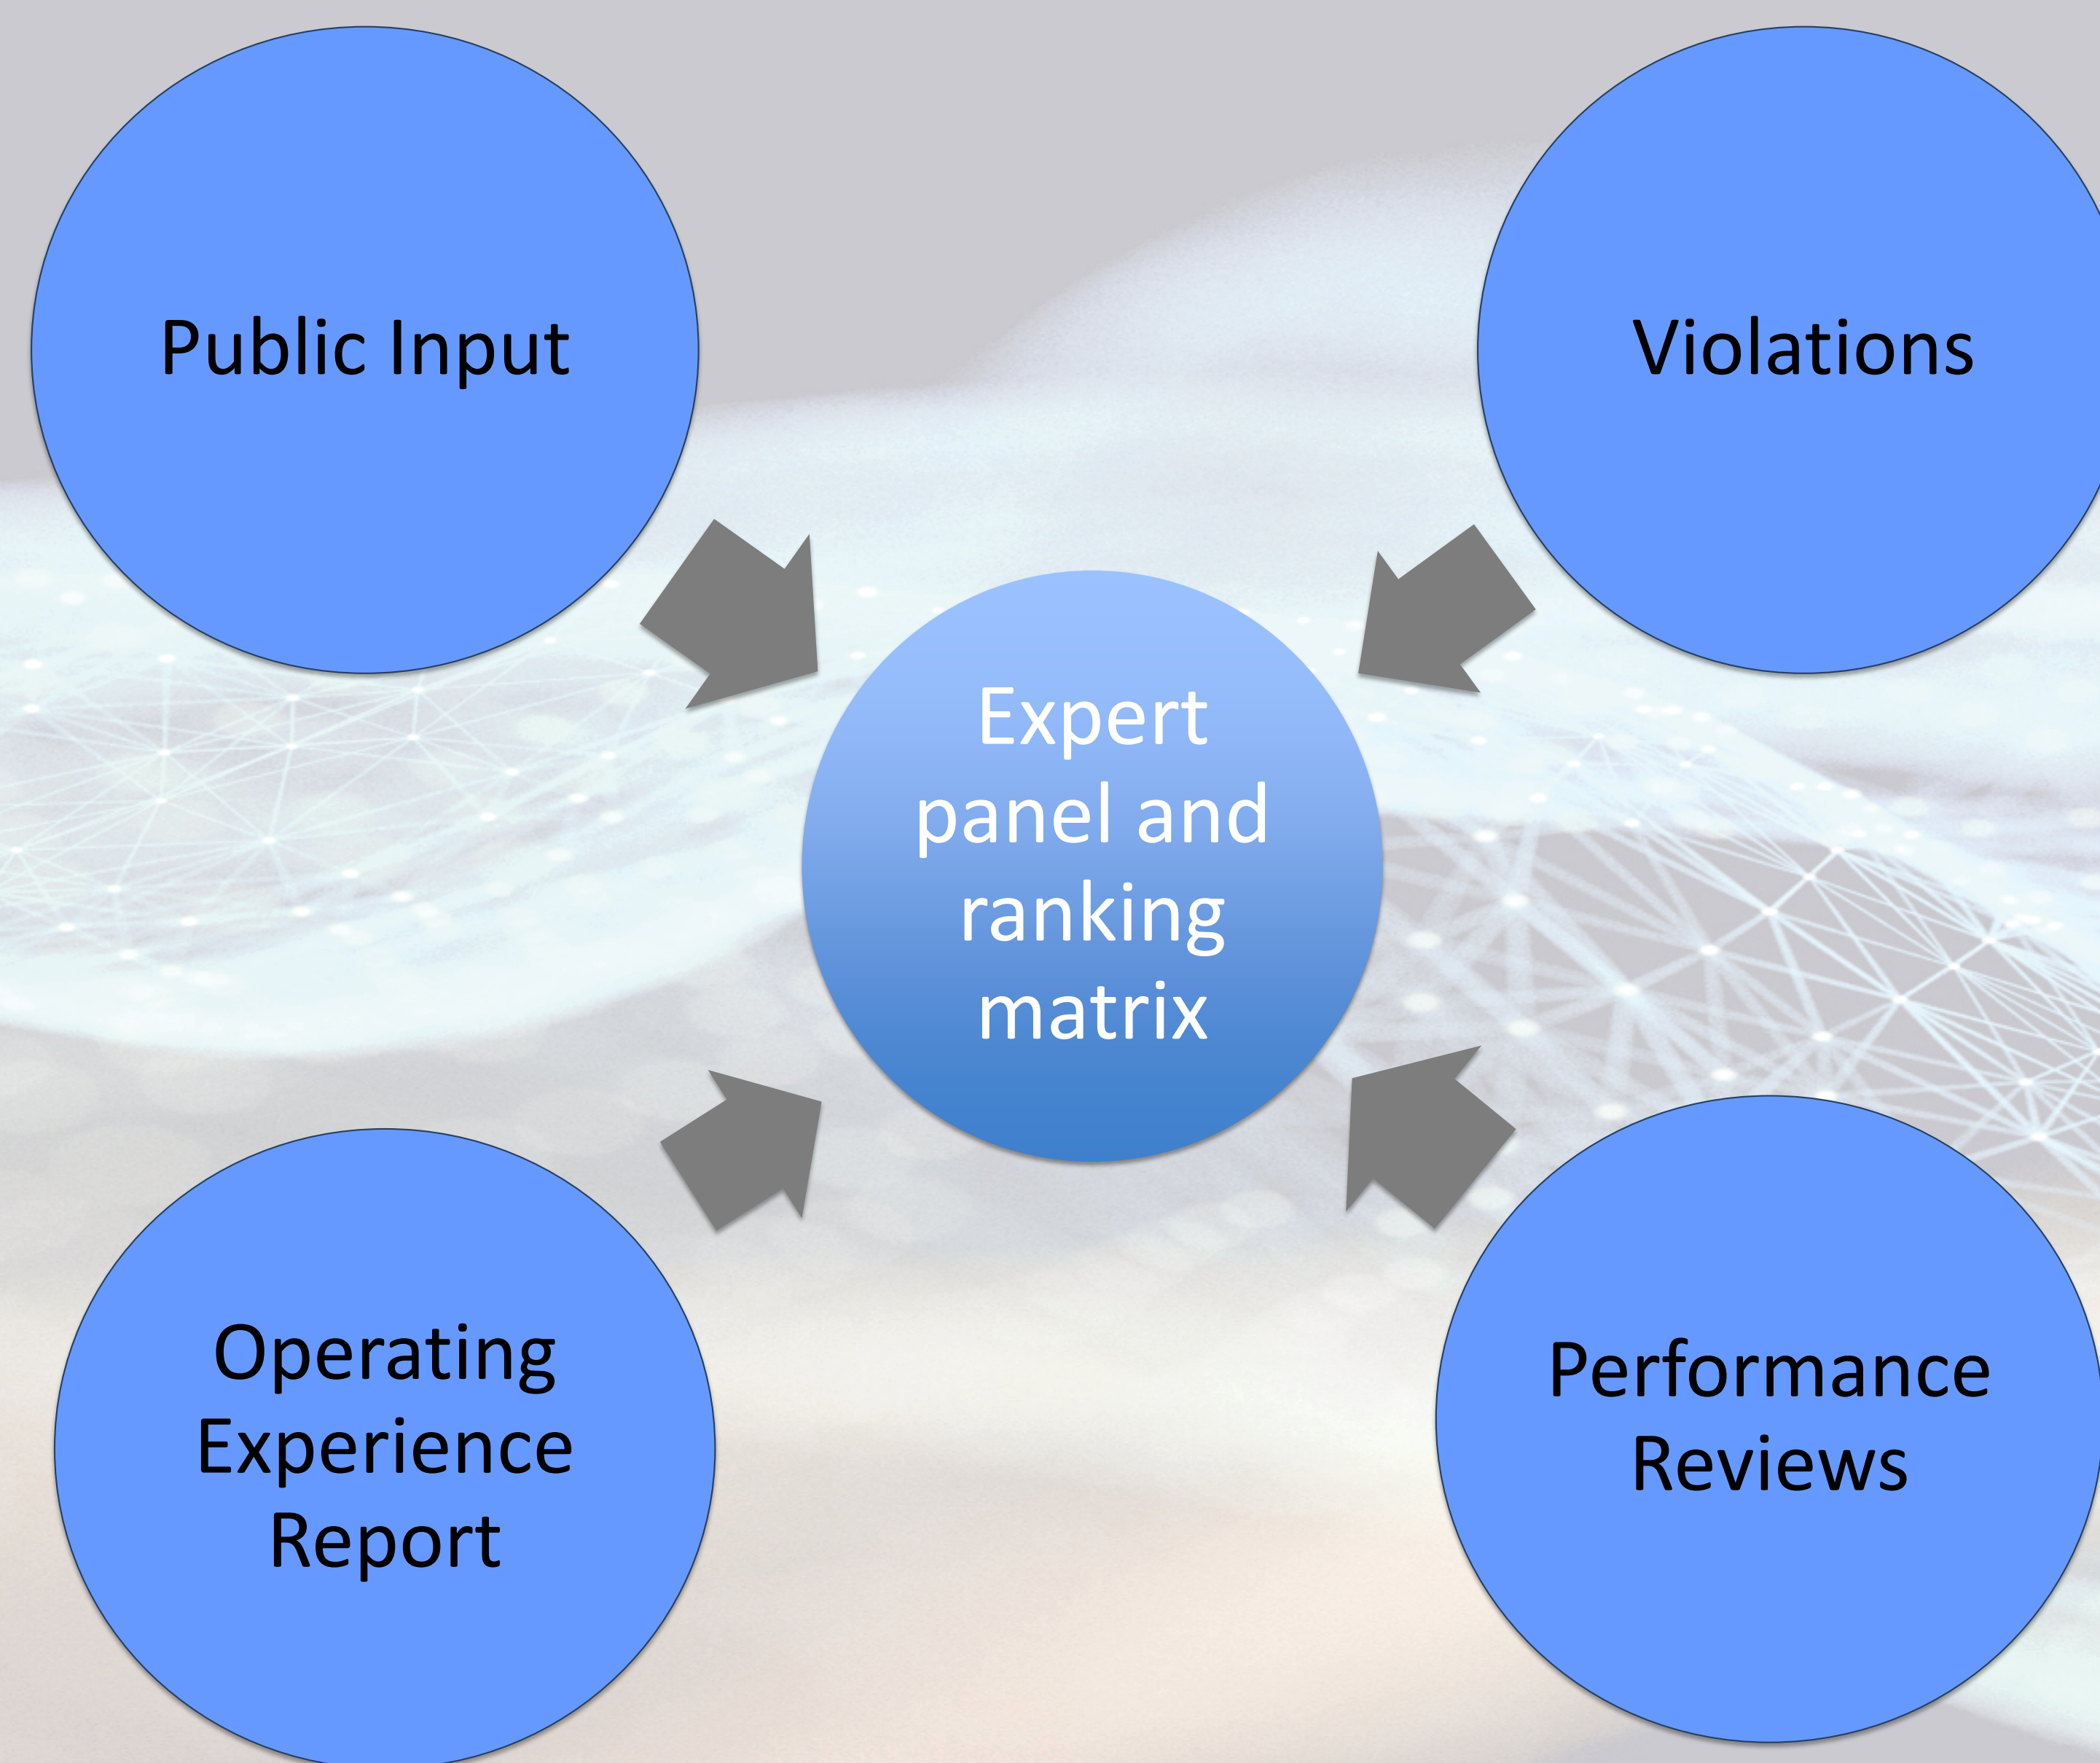 Public Input
Violations
Expert
panel and
ranking
matrix
Operating
Experience
Report
Performance
Reviews